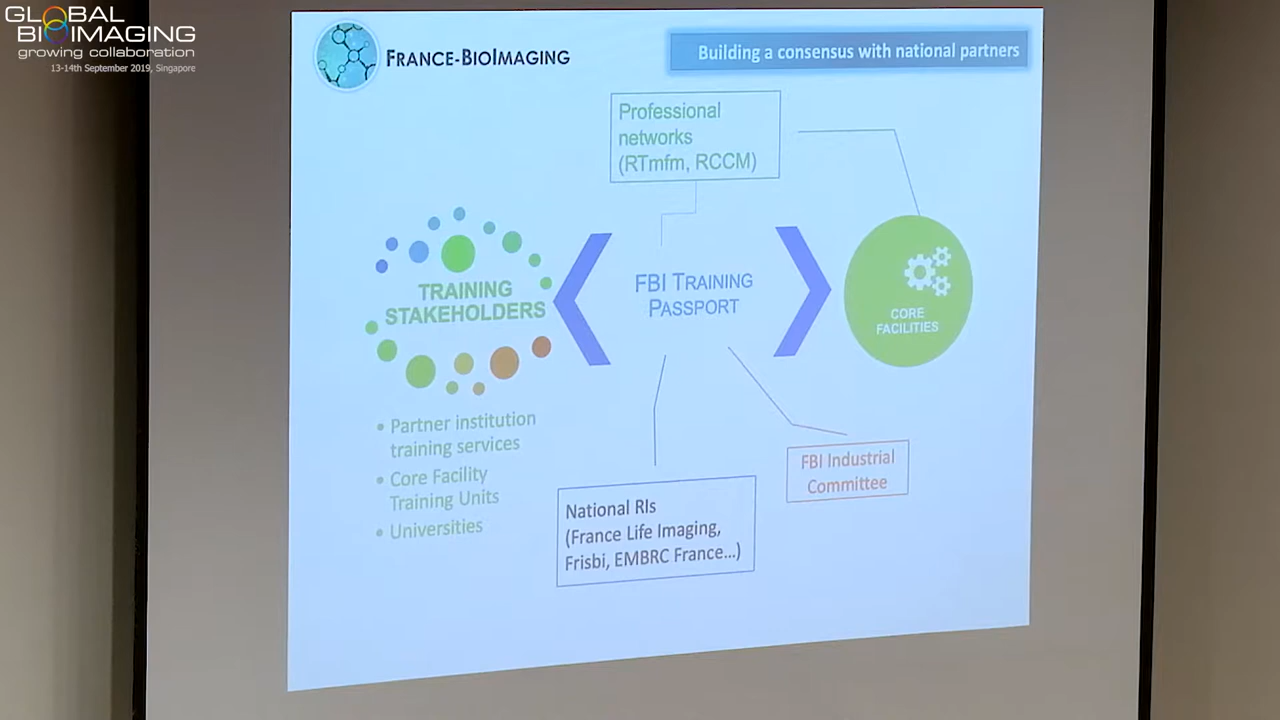 GLOBAL
BIOIMAGING
growing collaboration
13-14th September 2019, Singapore
FRANCE-BIOIMAGING
Building a consensus with national partners
Professional
networks
(RTmfm, RCCM)
TRAINING
STAKEHOLDERS
FBI TRAINING
PASSPORT
CORE
FACILITIES
• Partner institution
training services
• Core Facility
Training Units
• Universities
FBI Industrial
Committee
National RIs
(France Life Imaging,
Frisbi, EMBRC France...)